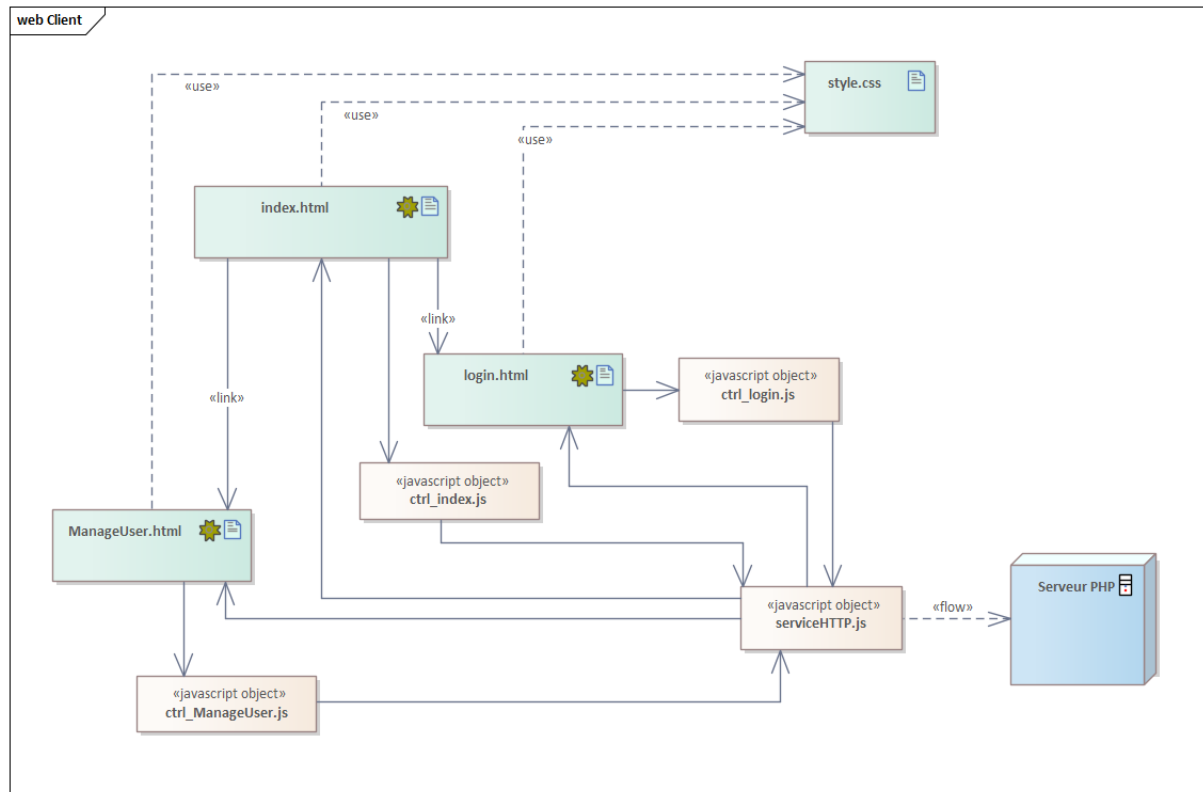 web Client
style.css
«use»
«use»
«use»
index.html
«link»
login.html
«javascript object»
ctrl_login.js
«link»
«javascript object»
ctrl_index.js
ManageUser.html
«javascript object»
serviceHTTP.js
«flow»
Serveur PHP
«javascript object»
ctrl_ManageUser.js